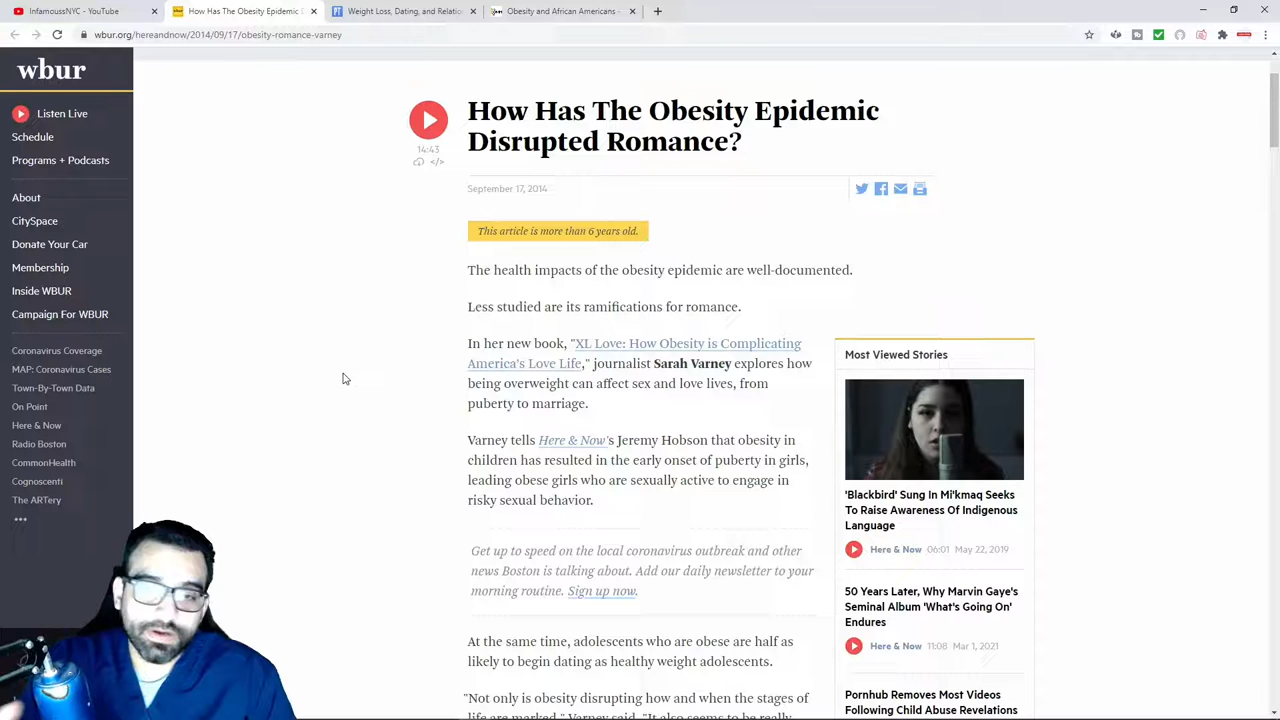 InfamousNYC - YouTube
How Has The Obesity Epidemic E
Weight Loss, Dating, and Relatio
Obesity and African Americans -
wbur.org/hereandnow/2014/09/17/obesity-romance-varney
wbur
Listen Live
Schedule
Programs + Podcasts
About
CitySpace
Donate Your Car
Membership
Inside WBUR
Campaign For WBUR
Coronavirus Coverage
MAP: Coronavirus Cases
Town-By-Town Data
On Point
Here & Now
Radio Boston
CommonHealth
Cognoscenti
The ARTery
How Has The Obesity Epidemic
Disrupted Romance?
14:43
September 17, 2014
This article is more than 6 years old.
The health impacts of the obesity epidemic are well-documented.
Less studied are its ramifications for romance.
In her new book, "XL Love: How Obesity is Complicating
America's Love Life," journalist Sarah Varney explores how
being overweight can affect sex and love lives, from
puberty to marriage.
Varney tells Here & Now's Jeremy Hobson that obesity in
children has resulted in the early onset of puberty in girls,
leading obese girls who are sexually active to engage in
risky sexual behavior.
Get up to speed on the local coronavirus outbreak and other
news Boston is talking about. Add our daily newsletter to your
morning routine. Sign up now.
At the same time, adolescents who are obese are half as
likely to begin dating as healthy weight adolescents.
"Not only is obesity disrupting how and when the stages of
life are marked," Varney said. "It also seems to be really
Most Viewed Stories
'Blackbird' Sung In Mi'kmaq Seeks
To Raise Awareness Of Indigenous
Language
Here & Now 06:01 May 22, 2019
50 Years Later, Why Marvin Gaye's
Seminal Album 'What's Going On'
Endures
Here & Now 11:08 Mar 1, 2021
Pornhub Removes Most Videos
Following Child Abuse Revelations